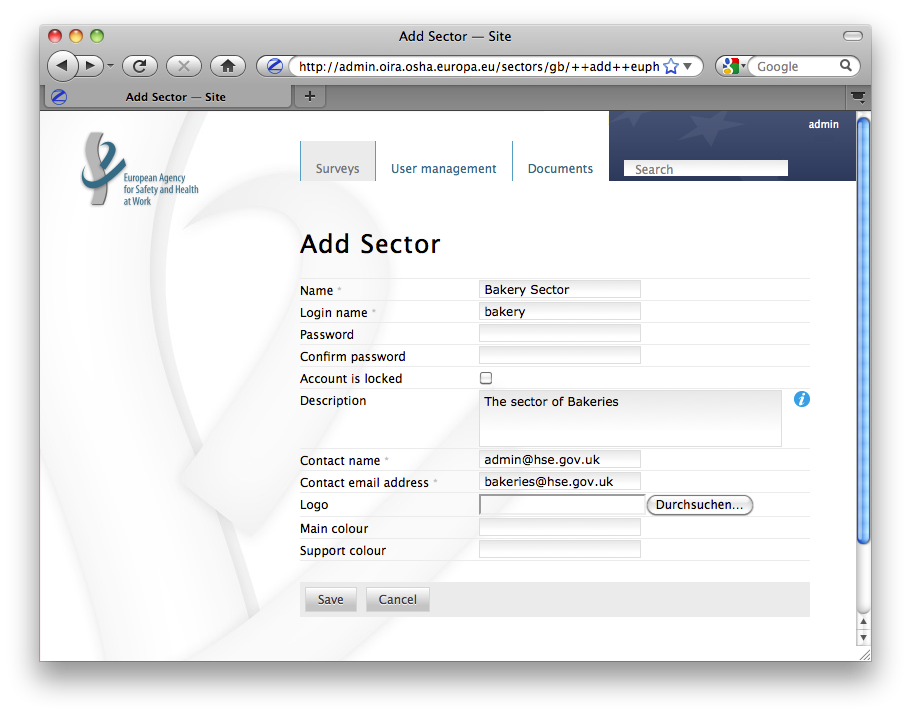 Add Sector — Site
http://admin.oira.osha.europa.eu/sectors/gb/++add++euph
Google
Add Sector — Site
+
admin
Surveys
User management
Documents
Search
European Agency
for Safety and Health
at Work
Add Sector
Name *
Bakery Sector
Login name *
bakery
Password
Confirm password
Account is locked
Description
The sector of Bakeries
i
Contact name *
admin@hse.gov.uk
Contact email address *
bakeries@hse.gov.uk
Logo
Durchsuchen...
Main colour
Support colour
Save
Cancel